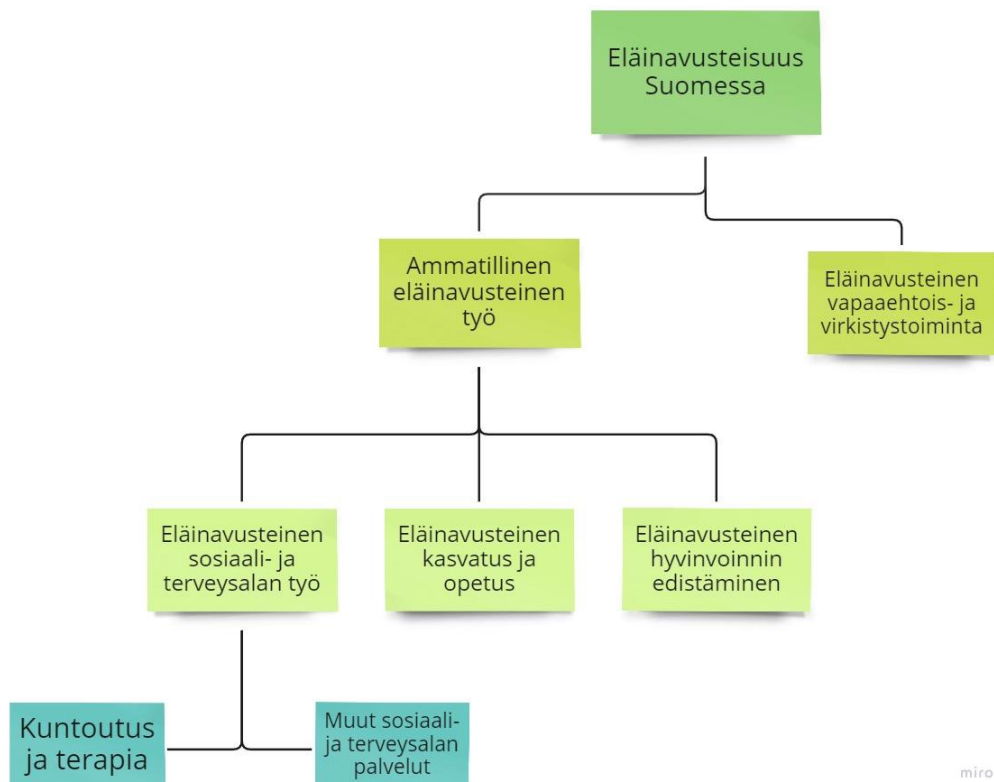 Eläinavusteisuus
Suomessa
Ammatillinen
eläinavusteinen
työ
Eläinavusteinen
vapaaehtois- ja
virkistystoiminta
Eläinavusteinen
sosiaali- ja
terveysalan työ
Eläinavusteinen
kasvatus ja
opetus
Eläinavusteinen
hyvinvoinnin
edistäminen
Kuntoutus
ja terapia
Muut sosiaali-
ja terveysalan
palvelut
miro